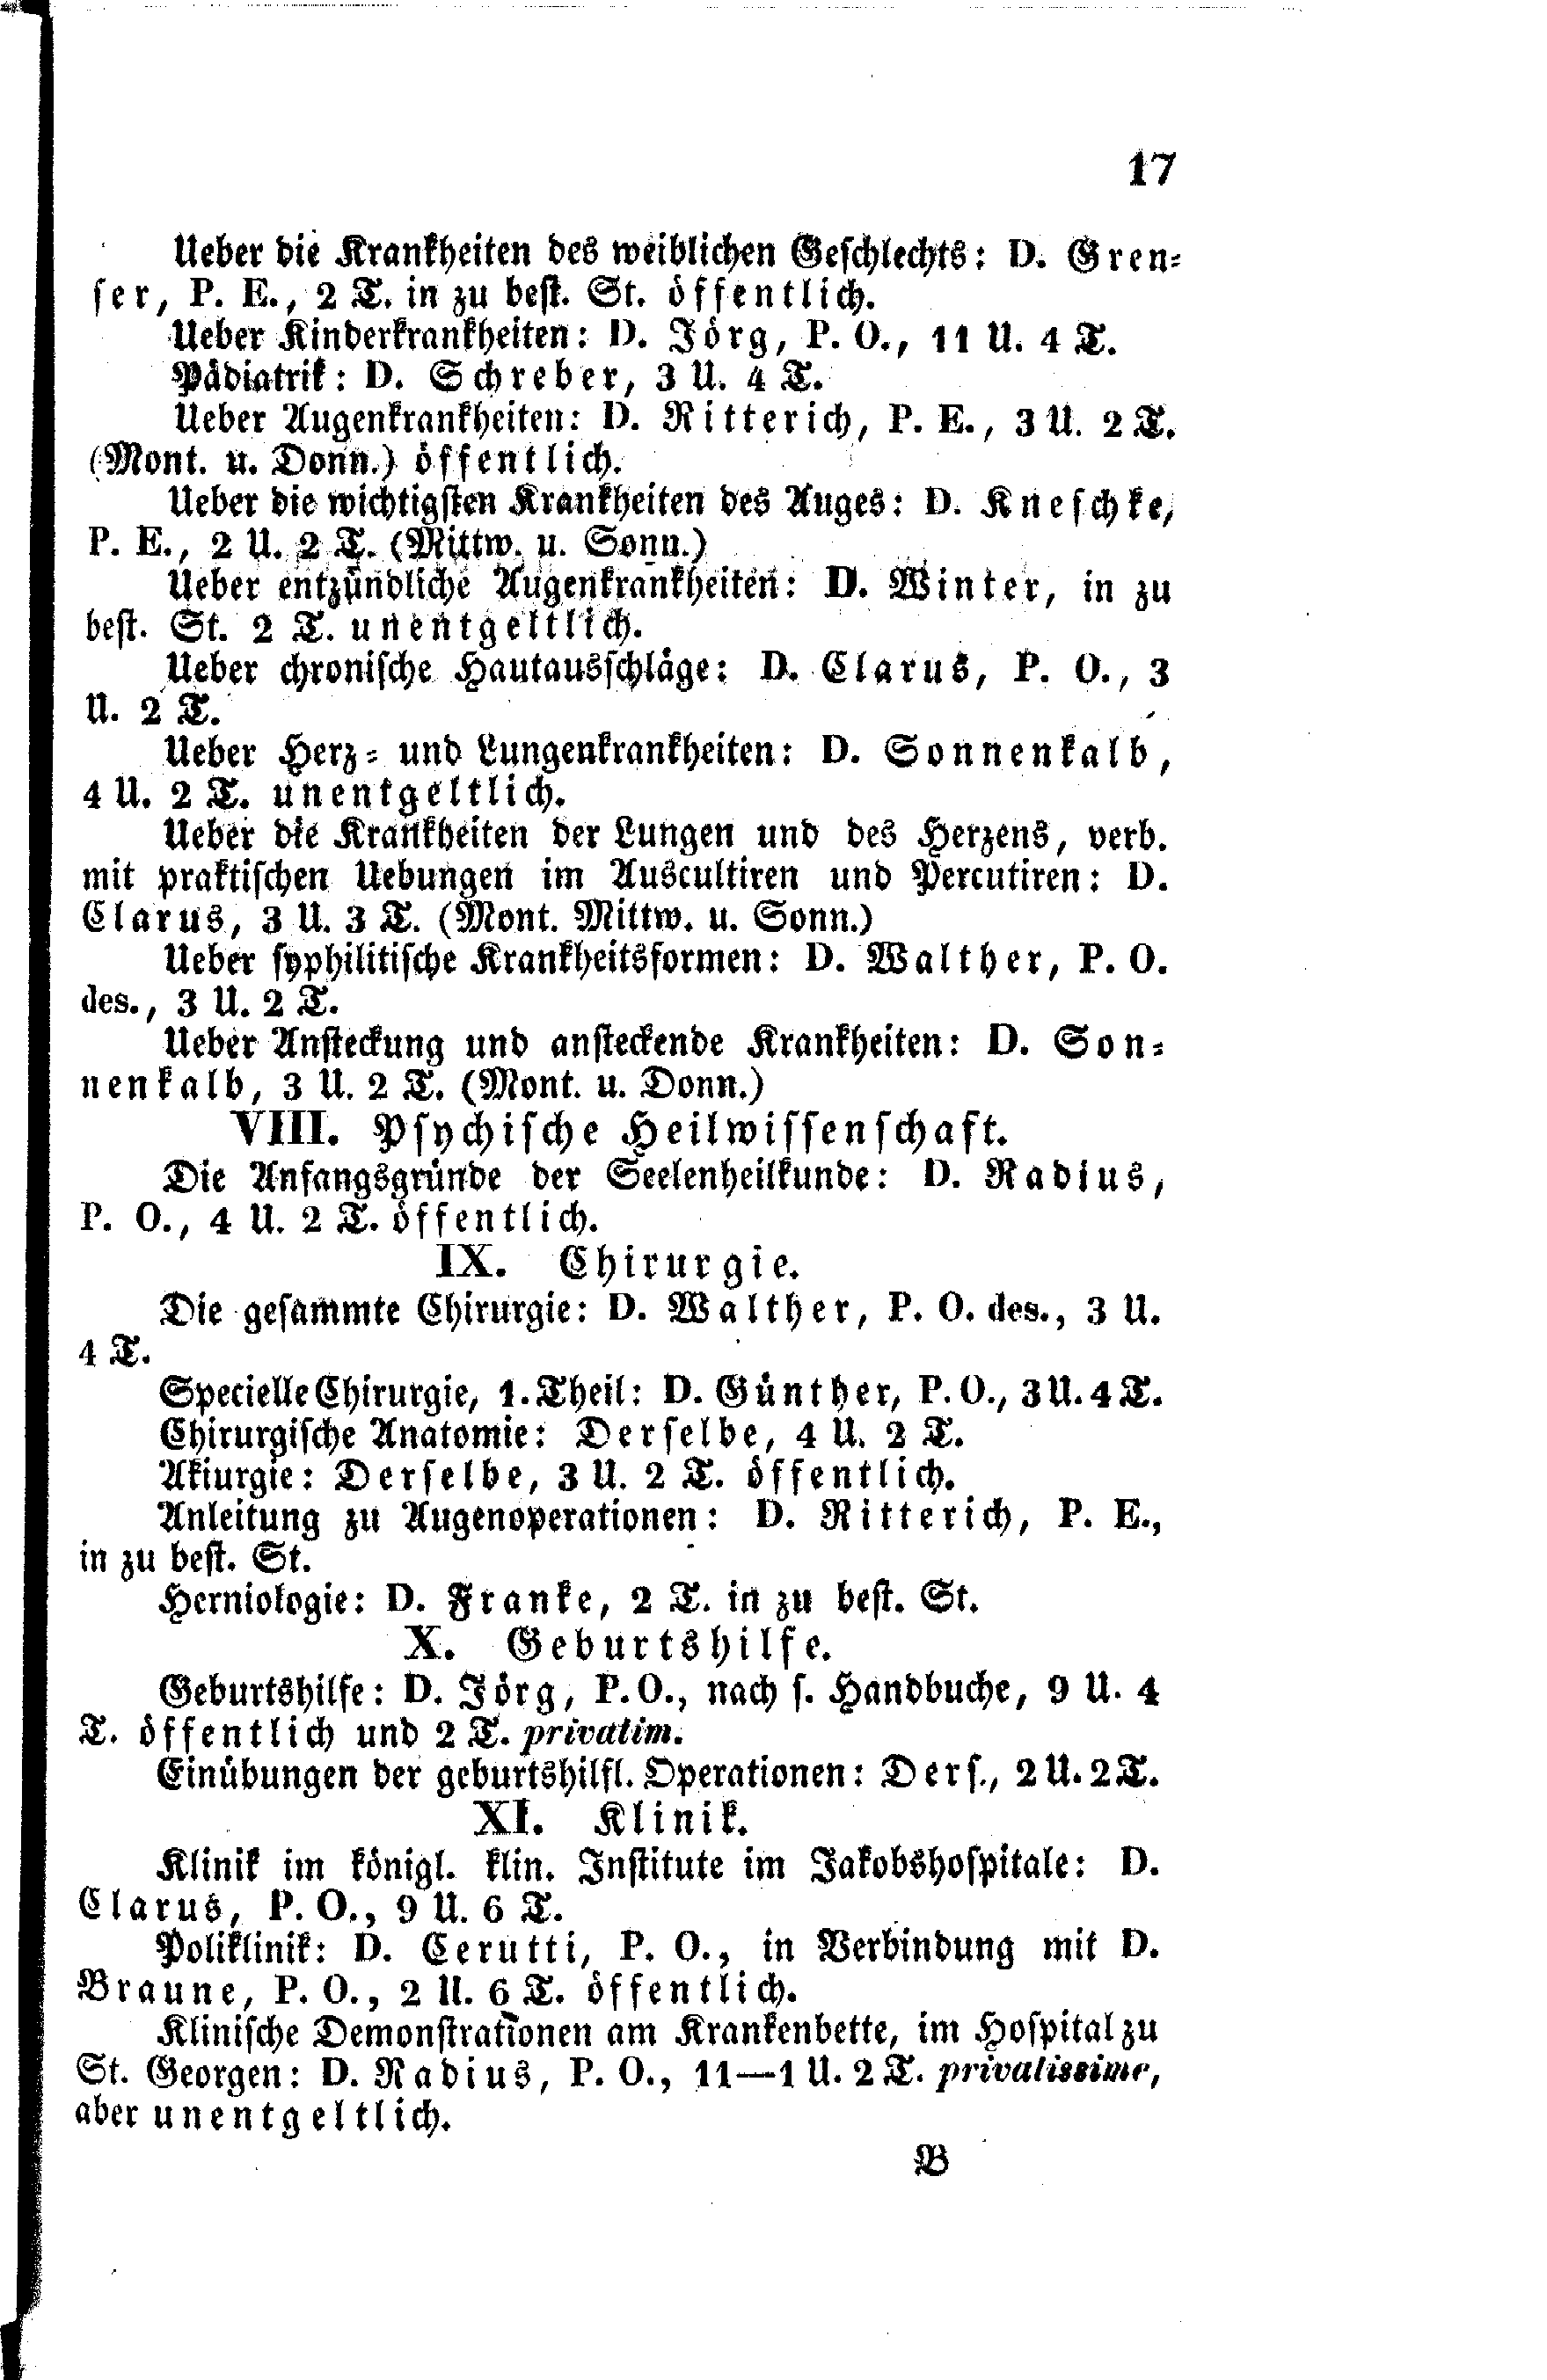 17
Ueber die Krankheiten des weiblichen Geschlechts: D. Gren-
ser, P. E., 2 T. in zu best. St. öffentlich.
Ueber Kinderkrankheiten: D. Jörg, P. O., 11 U. 4 T.
Pädiatrik: D. Schreber, 3 U. 4 T.
Ueber Augenkrankheiten: D. Ritterich, P. E., 3 U. 2 T.
(Mont. u. Donn.) öffentlich.
Ueber die wichtigsten Krankheiten des Auges: D. Kneschke,
P. E., 2 U. 2 T. (Mittw. u. Sonn.)
Ueber entzündliche Augenkrankheiten: D. Winter, in zu
best. St. 2 T. unentgeltlich.
Ueber chronische Hautausschläge: D. Clarus, P. O., 3
U. 2 T.
Ueber Herz- und Lungenkrankheiten: D. Sonnenkalb,
4 U. 2 T. unentgeltlich.
Ueber die Krankheiten der Lungen und des Herzens, verb.
mit praktischen Uebungen im Auscultiren und Percutiren: D.
Clarus, 3 U. 3 T. (Mont. Mittw. u. Sonn.)
Ueber syphilitische Krankheitsformen: D. Walther, P. O.
des., 3 U. 2 T.
Ueber Ansteckung und ansteckende Krankheiten: D. Son-
nenkalb, 3 U. 2 T. (Mont. u. Donn.)
VIII. Psychische Heilwissenschaft.
Die Anfangsgründe der Seelenheilkunde: D. Radius,
P. O., 4 U. 2 T. öffentlich.
IX. Chirurgie.
Die gesammte Chirurgie: D. Walther, P. O. des., 3 U.
4 T.
Specielle Chirurgie, 1. Theil: D. Günther, P. O., 3 U. 4 T.
Chirurgische Anatomie: Derselbe, 4 U. 2 T.
Akiurgie: Derselbe, 3 U. 2 T. öffentlich.
Anleitung zu Augenoperationen: D. Ritterich, P. E.,
in zu best. St.
Herniologie: D. Franke, 2 T. in zu best. St.
X. Geburtshilfe.
Geburtshilfe: D. Jörg, P. O., nach s. Handbuche, 9 U. 4
T. öffentlich und 2 T. privatim.
Einübungen der geburtshilfl. Operationen: Ders., 2 U. 2 T.
XI. Klinik.
Klinik im königl. klin. Institute im Jakobshospitale: D.
Clarus, P. O., 9 U. 6 T.
Poliklinik: D. Cerutti, P. O., in Verbindung mit D.
Braune, P. O., 2 U. 6 T. öffentlich.
Klinische Demonstrationen am Krankenbette, im Hospital zu
St. Georgen: D. Radius, P. O., 11—1 U. 2 T. privatissime,
aber unentgeltlich.
B